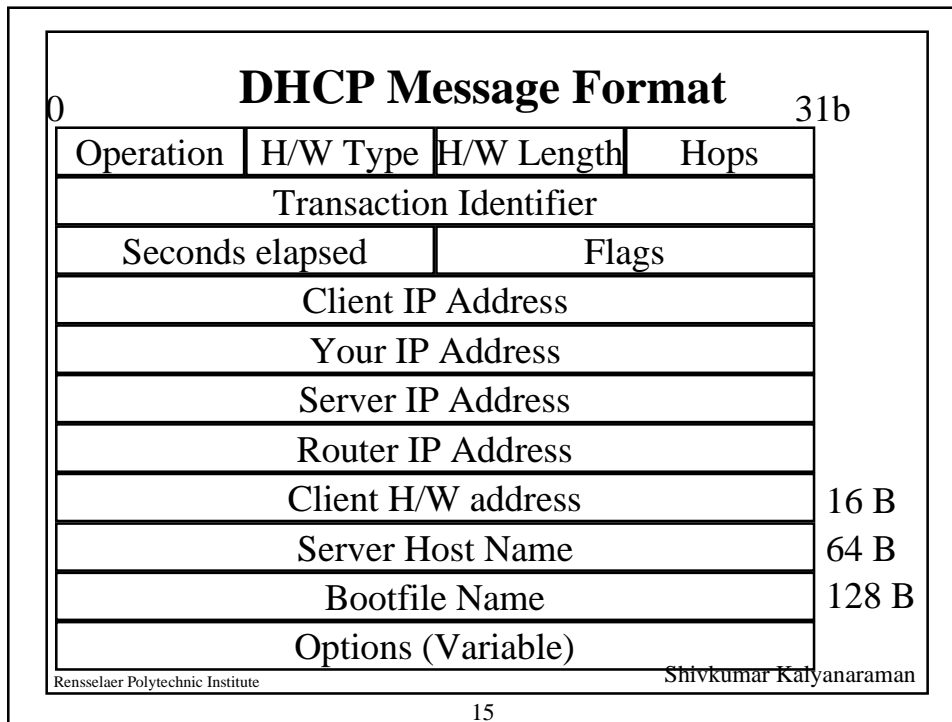 DHCP Message Format
0 31b
Operation H/W Type H/W Length Hops
Transaction Identifier
Seconds elapsed Flags
Client IP Address
Your IP Address
Server IP Address
Router IP Address
Client H/W address 16 B
Server Host Name 64 B
Bootfile Name 128 B
Options (Variable)
Rensselaer Polytechnic Institute Shivkumar Kalyanaraman
15